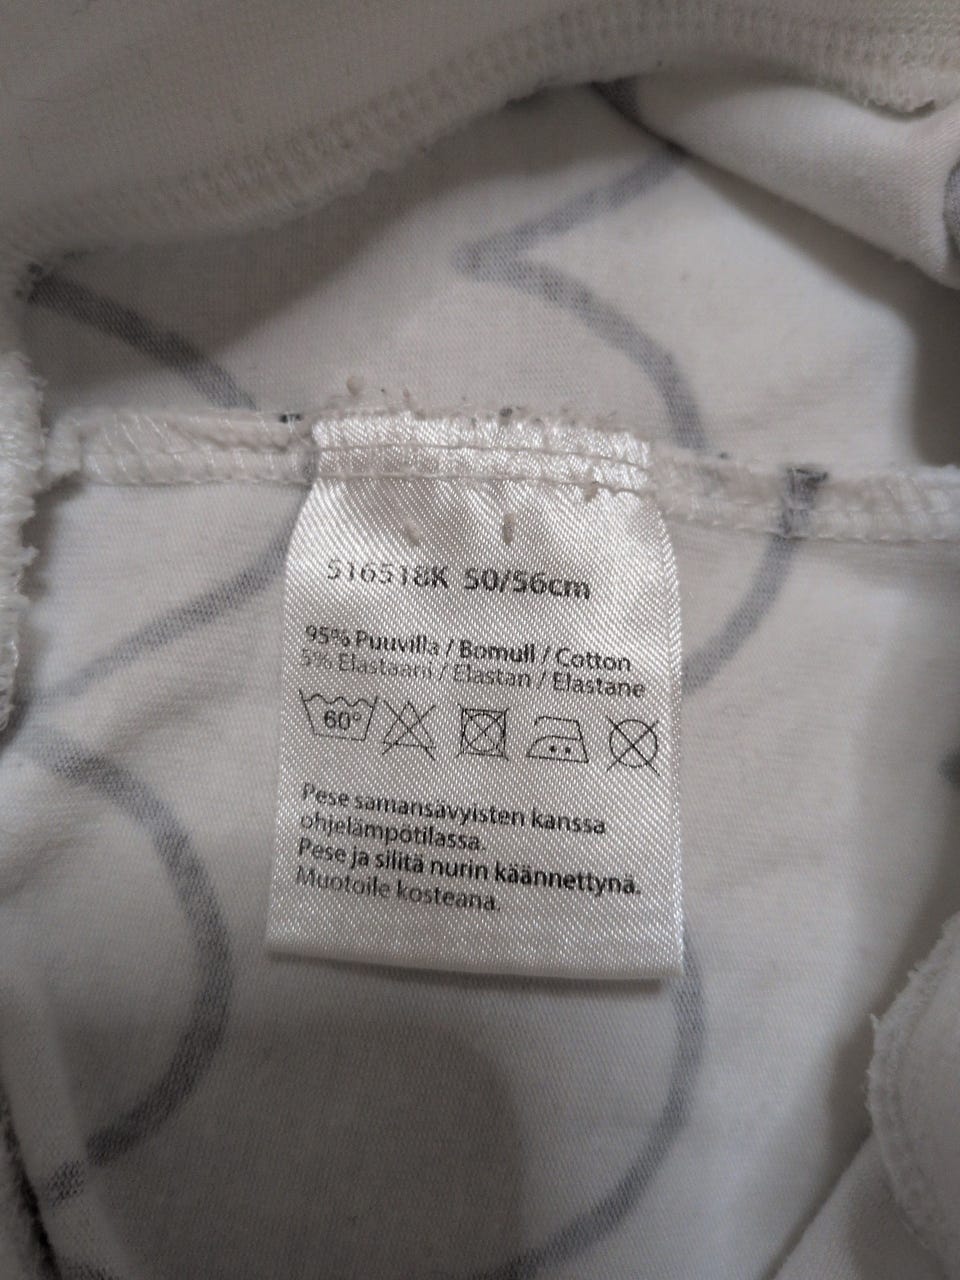 516518K 50/56cm
95% Puuvilla / Bomull / Cotton
5% Elastaani / Elastan / Elastane
60°
Pese samansävyisten kanssa
ohjelämpötilassa.
Pese ja silitä nurin käännettynä.
Muotoile kosteana.